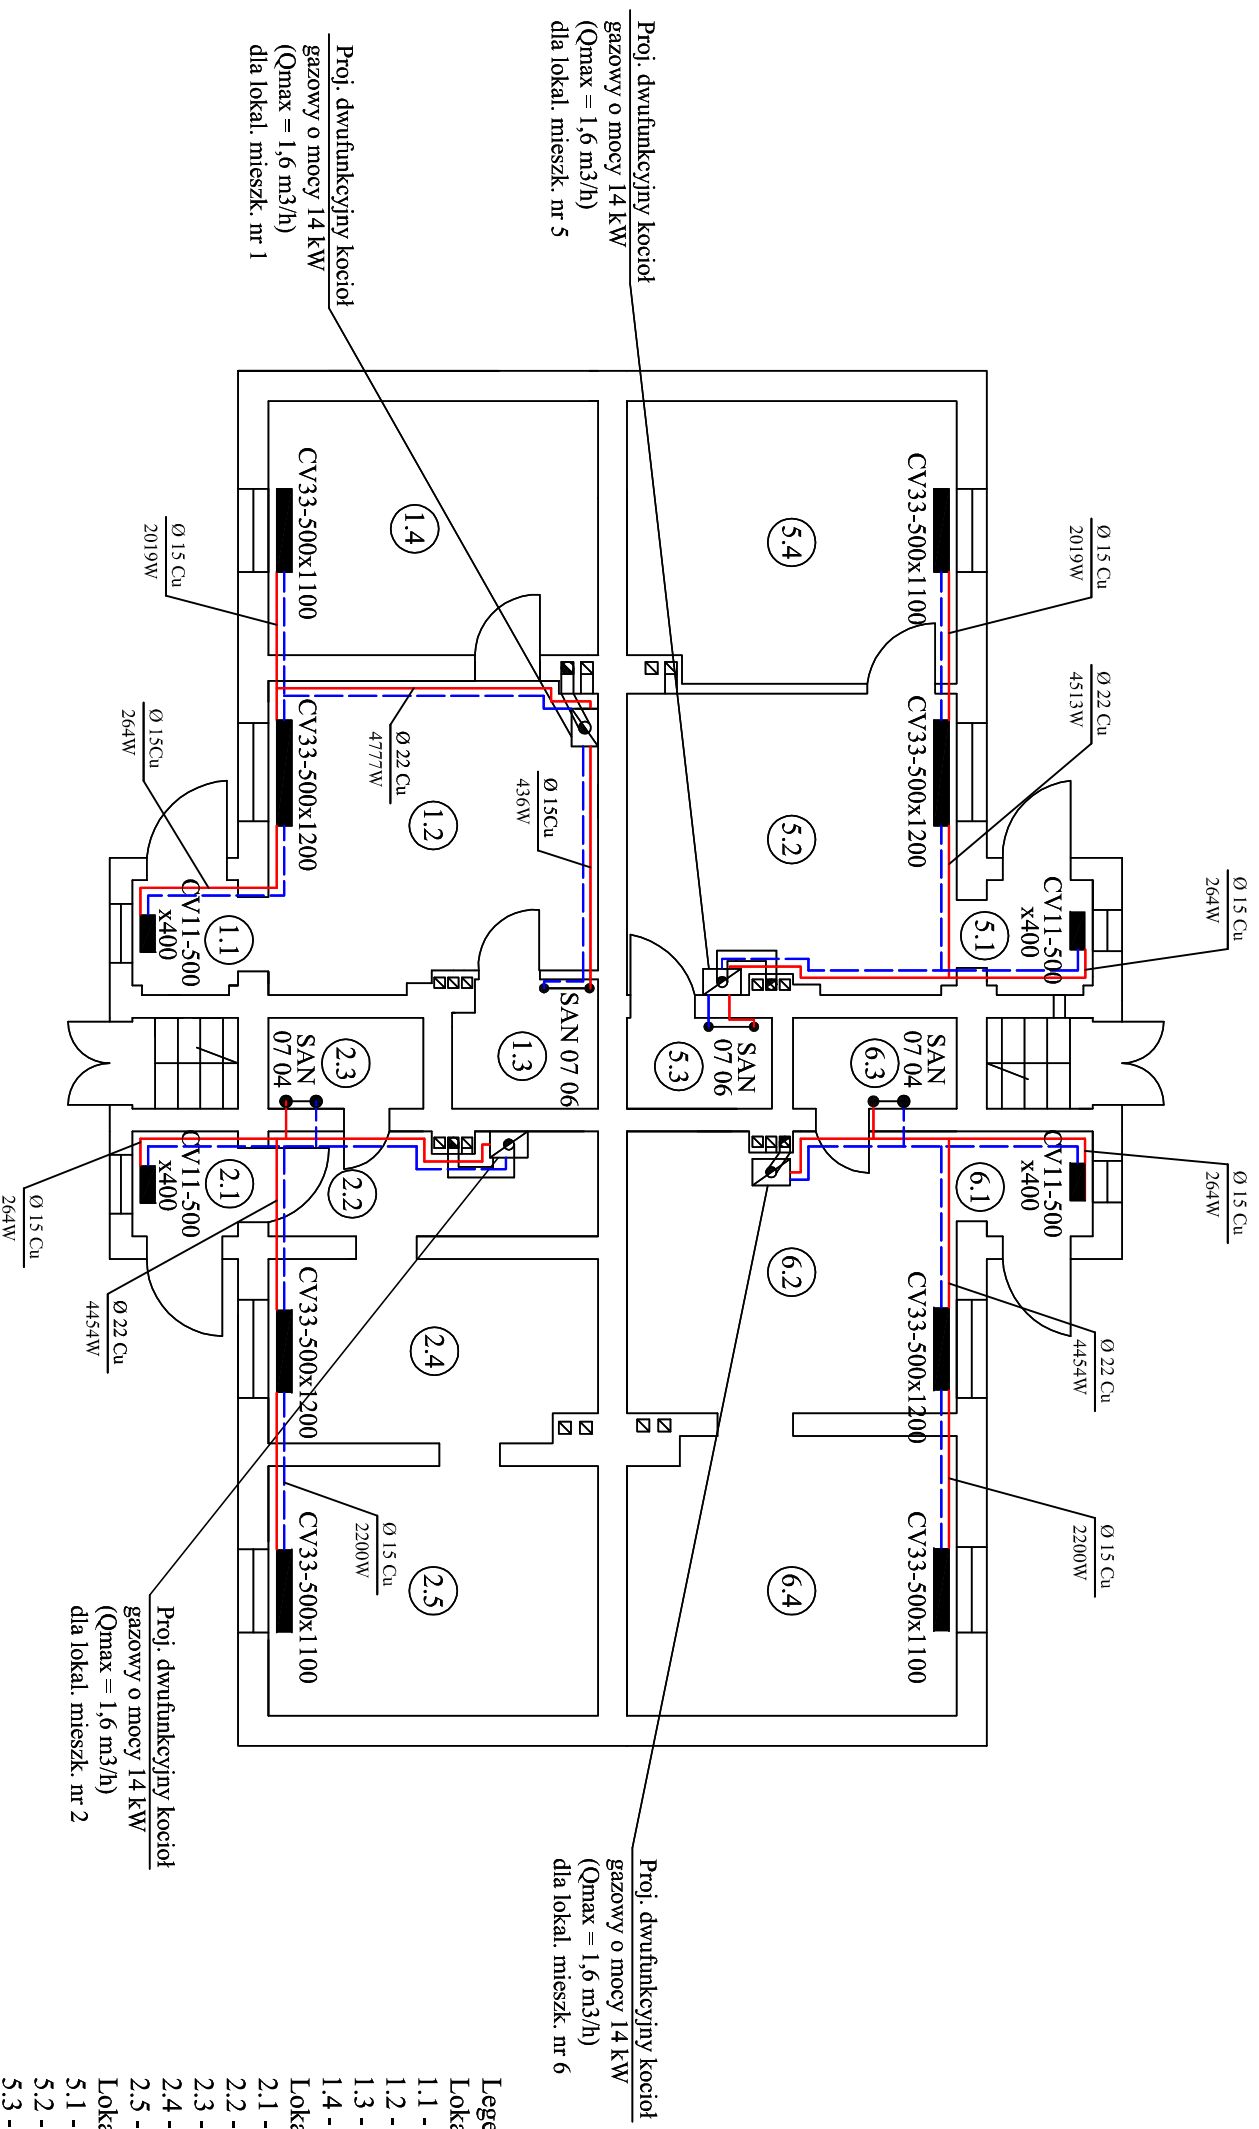 Proj. dwufunkcyjny kocioł
gazowy o mocy 14 kW
(Qmax = 1,6 m3/h)
dla lokal. mieszk. nr 5
Proj. dwufunkcyjny kocioł
gazowy o mocy 14 kW
(Qmax = 1,6 m3/h)
dla lokal. mieszk. nr 1
Ø 15 Cu
2019W
Ø 22 Cu
4513W
Ø 15 Cu
264W
Ø 15 Cu
264W
Ø 22 Cu
4454W
Ø 15 Cu
2200W
CV33-500x1100
CV33-500x1200
CV11-500
x400
CV11-500
x400
CV33-500x1200
CV33-500x1100
5.4
5.2
5.1
5.3
SAN
07 06
6.3
SAN
07 04
6.1
6.2
6.4
1.4
1.2
1.1
1.3
SAN 07 06
2.3
SAN
07 04
2.1
2.2
2.4
2.5
Ø 15Cu
436W
Ø 22 Cu
4777W
CV33-500x1100
CV33-500x1200
CV11-500
x400
CV11-500
x400
CV33-500x1200
CV33-500x1100
Ø 15 Cu
2019W
Ø 15Cu
264W
Ø 15 Cu
264W
Ø 22 Cu
4454W
Ø 15 Cu
2200W
Proj. dwufunkcyjny kocioł
gazowy o mocy 14 kW
(Qmax = 1,6 m3/h)
dla lokal. mieszk. nr 2
Proj. dwufunkcyjny kocioł
gazowy o mocy 14 kW
(Qmax = 1,6 m3/h)
dla lokal. mieszk. nr 6
Lege
Loka
1.1 -
1.2 -
1.3 -
1.4 -
Loka
2.1 -
2.2 -
2.3 -
2.4 -
2.5 -
Loka
5.1 -
5.2 -
5.3 -